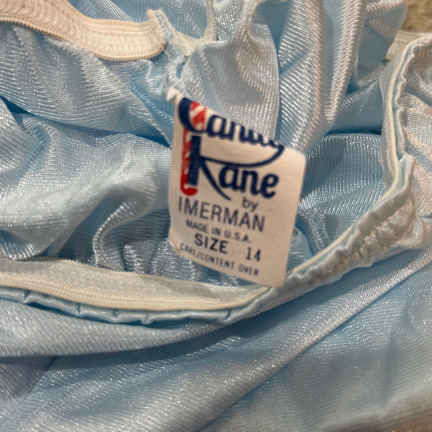 Candy
Kane
by
IMERMAN
MADE IN U.S.A.
SIZE 14
CARE/CONTENT OVER